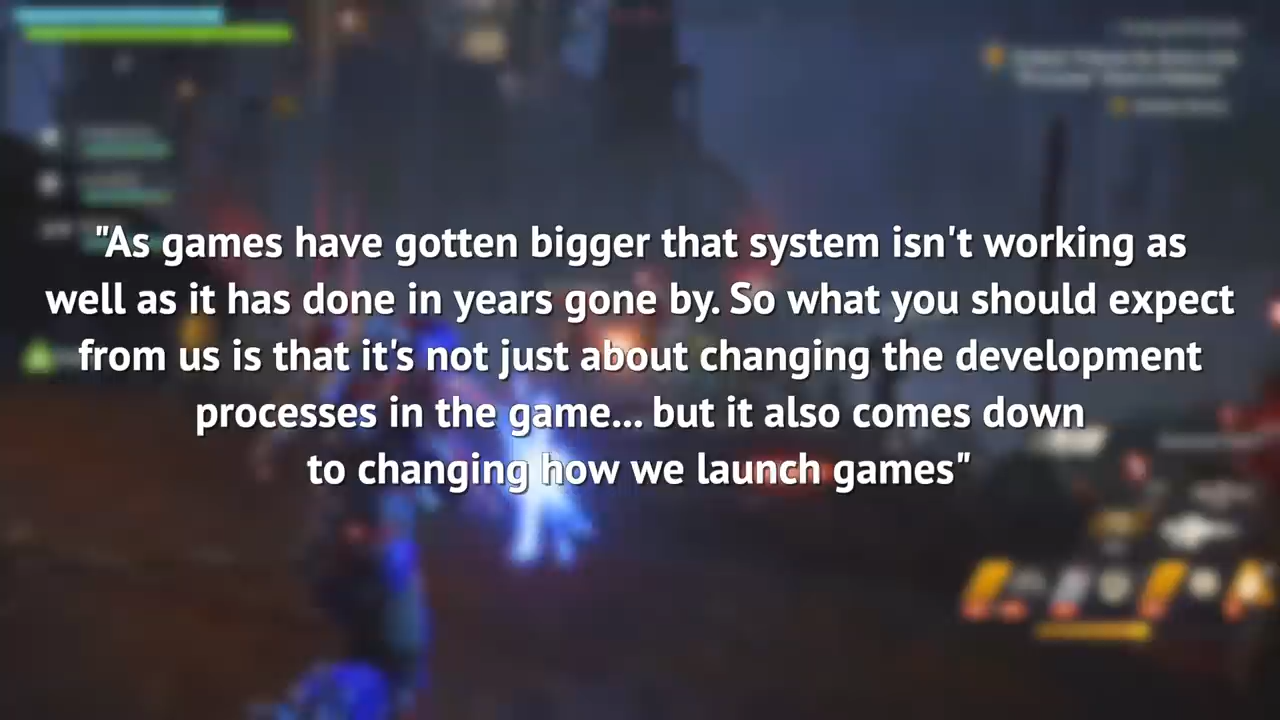 "As games have gotten bigger that system isn't working as
well as it has done in years gone by. So what you should expect
from us is that it's not just about changing the development
processes in the game... but it also comes down
to changing how we launch games"